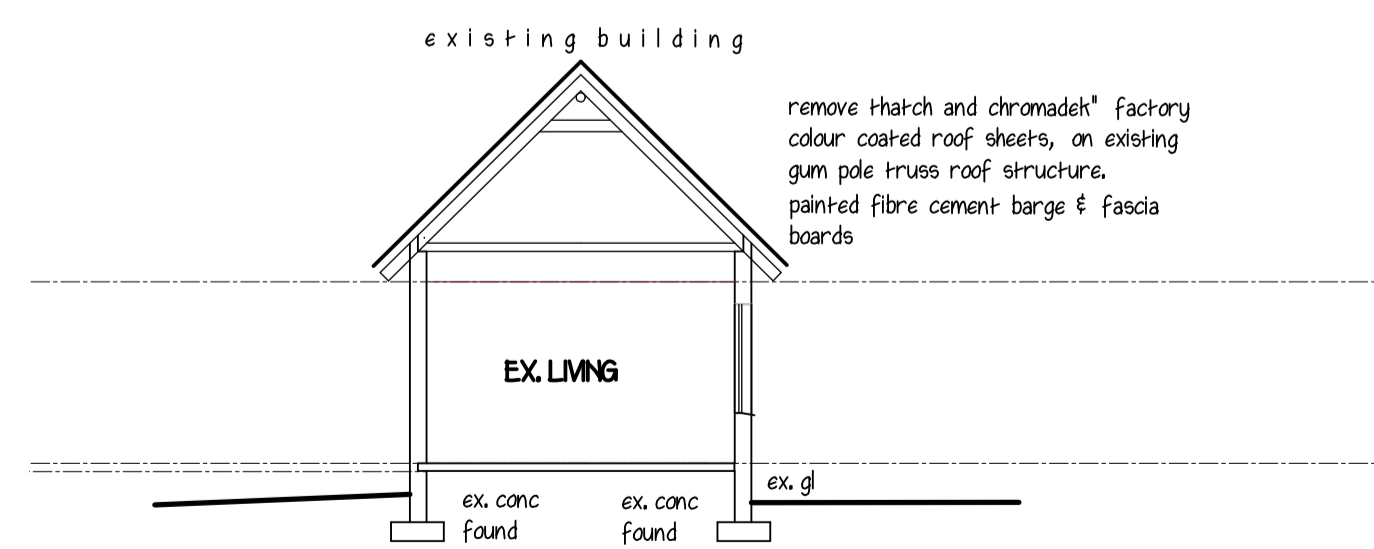 existing building
remove thatch and chromadek" factory
colour coated roof sheets, on existing
gum pole truss roof structure.
painted fibre cement barge & fascia
boards
EX. LIVING
ex. gl
ex. conc
found
ex. conc
found